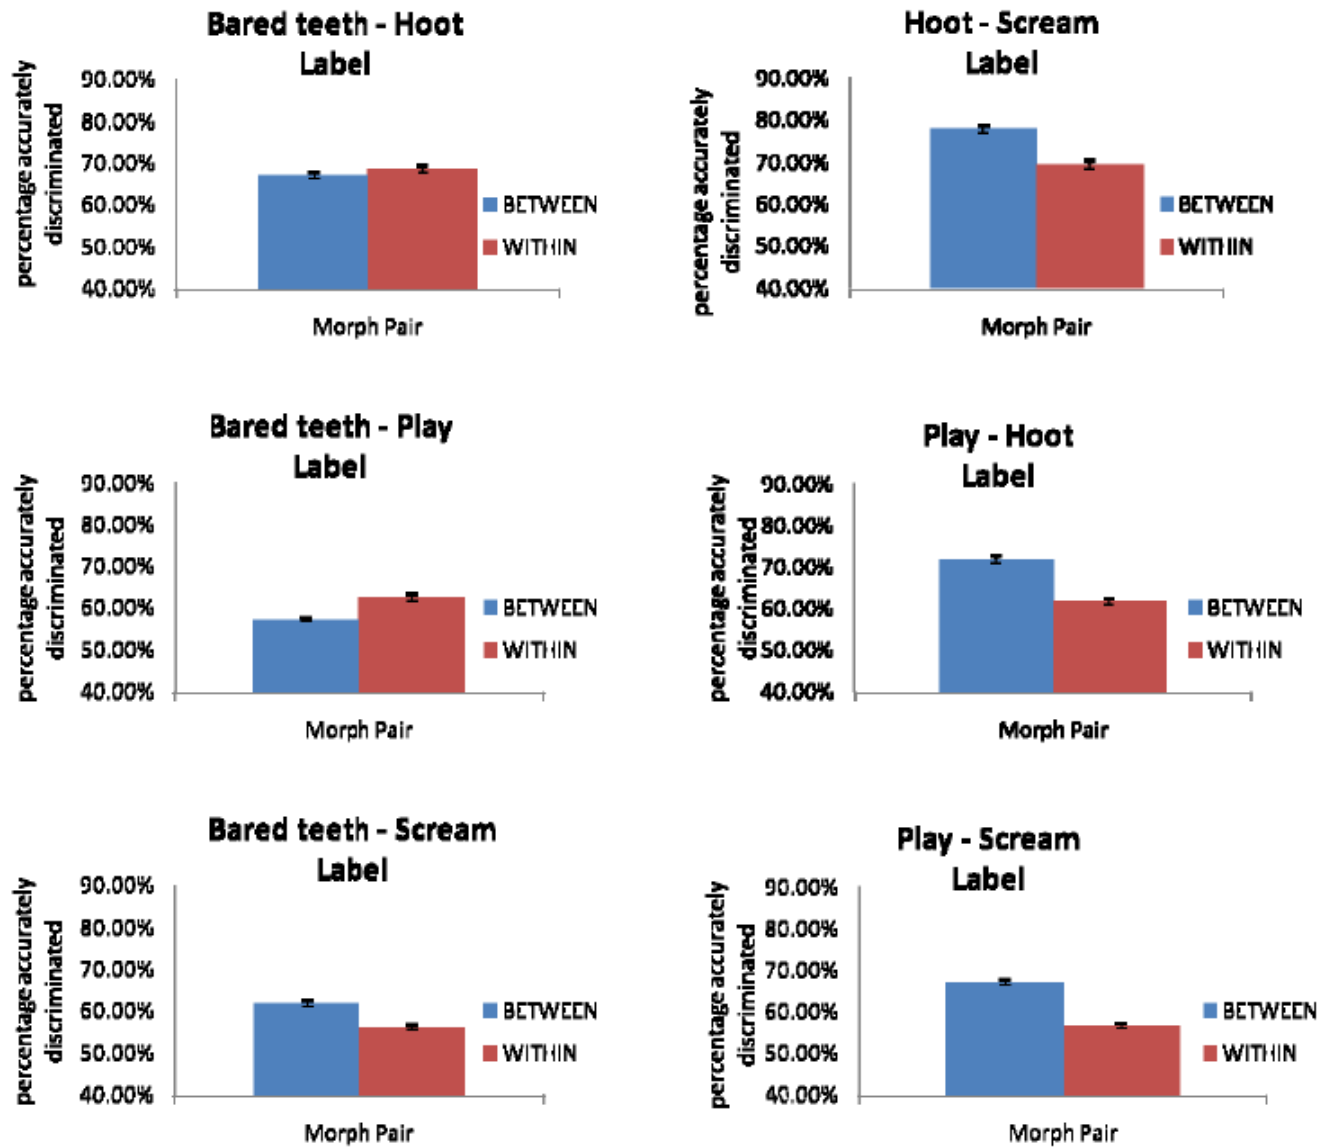 Bared teeth - Hoot
Label
percentage accurately
discriminated
90.00%
80.00%
70.00%
60.00%
50.00%
40.00%
BETWEEN
WITHIN
Morph Pair
Hoot - Scream
Label
percentage accurately
discriminated
90.00%
80.00%
70.00%
60.00%
50.00%
40.00%
BETWEEN
WITHIN
Morph Pair
Bared teeth - Play
Label
percentage accurately
discriminated
90.00%
80.00%
70.00%
60.00%
50.00%
40.00%
BETWEEN
WITHIN
Morph Pair
Play - Hoot
Label
percentage accurately
discriminated
90.00%
80.00%
70.00%
60.00%
50.00%
40.00%
BETWEEN
WITHIN
Morph Pair
Bared teeth - Scream
Label
percentage accurately
discriminated
90.00%
80.00%
70.00%
60.00%
50.00%
40.00%
BETWEEN
WITHIN
Morph Pair
Play - Scream
Label
percentage accurately
discriminated
90.00%
80.00%
70.00%
60.00%
50.00%
40.00%
BETWEEN
WITHIN
Morph Pair